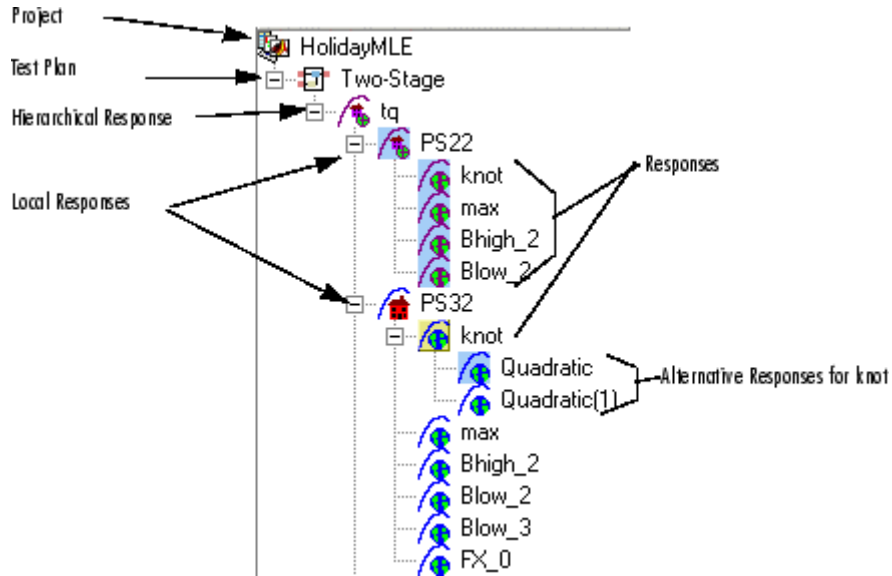 Project
HolidayMLE
Test Plan
Two-Stage
Hierarchical Response
tq
PS22
Responses
knot
Local Responses
max
Bhigh_2
Blow_2
PS32
knot
Quadratic
Alternative Responses for knot
Quadratic(1)
max
Bhigh_2
Blow_2
Blow_3
FX_0